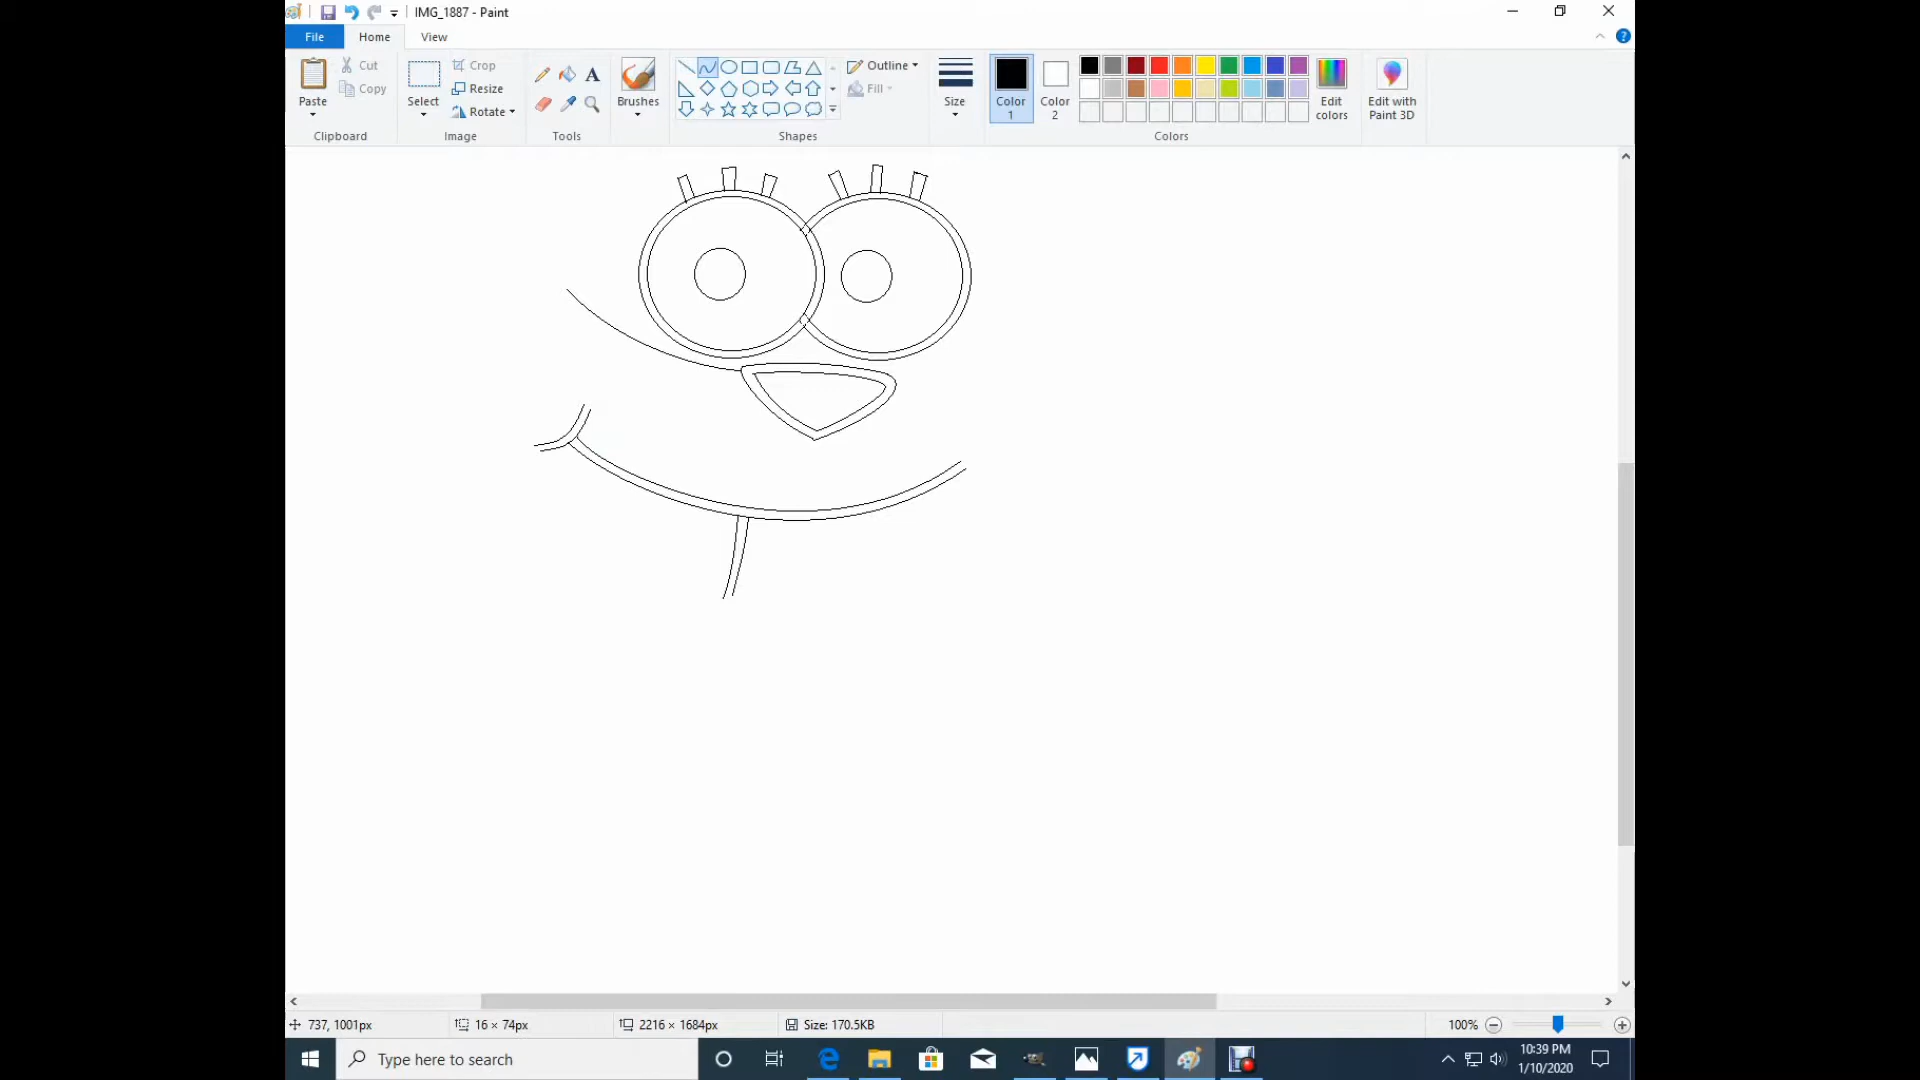 IMG_1887 - Paint
File Home View
Paste
Cut
Copy
Clipboard
Select
Crop
Resize
Rotate
Image
A
Tools
Brushes
Shapes
Outline
Fill
Size
Color
1
Color
2
Colors
Edit
colors
Edit with
Paint 3D
737, 1001px 16 × 74px 2216 × 1684px Size: 170.5KB 100%
Type here to search
10:39 PM
1/10/2020